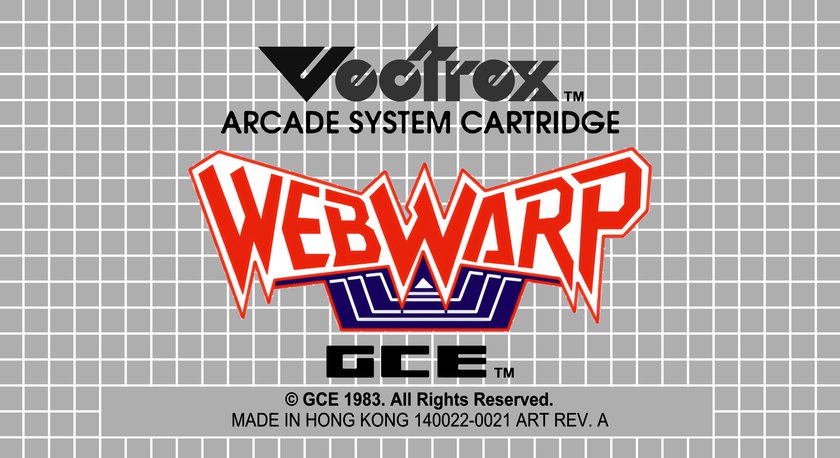 Vectrex™
ARCADE SYSTEM CARTRIDGE
WEBWARP
GCE™
© GCE 1983. All Rights Reserved.
MADE IN HONG KONG 140022-0021 ART REV. A